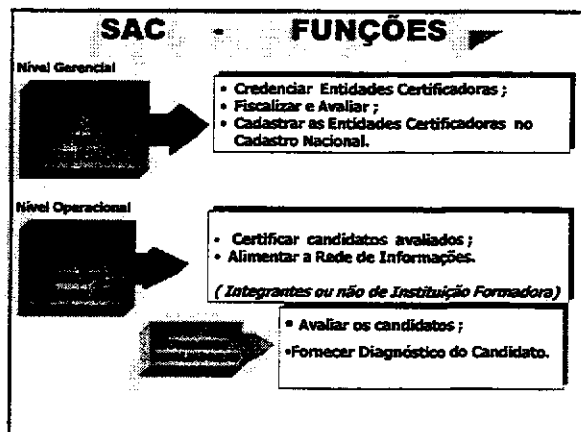 SAC - FUNÇÕES
Nível Gerencial
• Credenciar Entidades Certificadoras ;
• Fiscalizar e Avaliar ;
• Cadastrar as Entidades Certificadoras no
Cadastro Nacional.
Nível Operacional
• Certificar candidatos avaliados ;
• Alimentar a Rede de Informações.
( Integrantes ou não de Instituição Formadora)
• Avaliar os candidatos ;
•Fornecer Diagnóstico do Candidato.